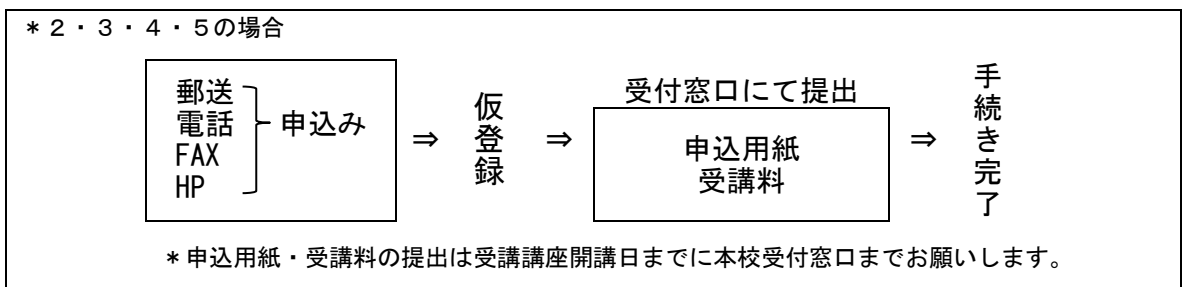 *２・３・４・５の場合
郵送
電話
FAX
HP
申込み
⇒
仮登録
⇒
受付窓口にて提出
申込用紙
受講料
⇒
手続き完了
*申込用紙・受講料の提出は受講講座開講日までに本校受付窓口までお願いします。